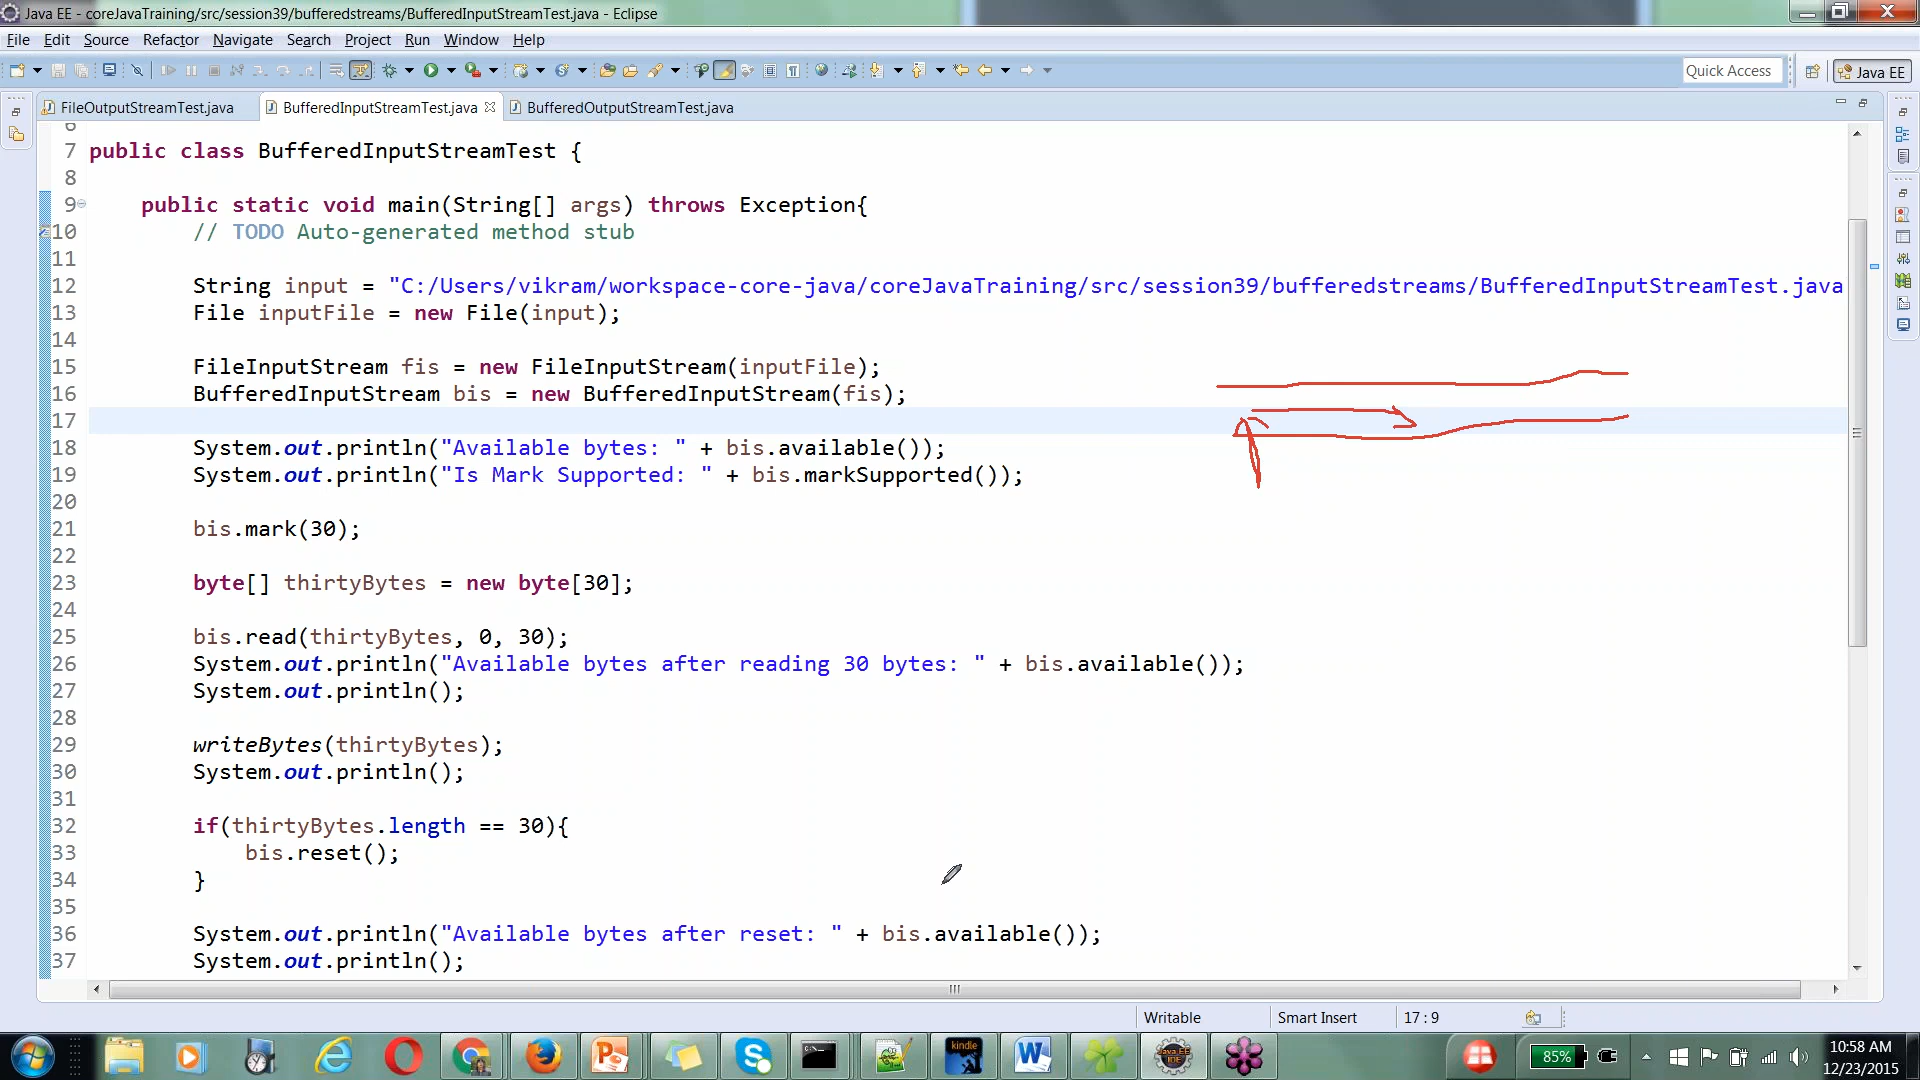 Java EE - coreJavaTraining/src/session39/bufferedstreams/BufferedInputStreamTest.java - Eclipse
File Edit Source Refactor Navigate Search Project Run Window Help
Quick Access
Java EE
FileOutputStreamTest.java BufferedInputStreamTest.java BufferedOutputStreamTest.java
6
7 public class BufferedInputStreamTest {
8
9 public static void main(String[] args) throws Exception{
10 // TODO Auto-generated method stub
11
12 String input = "C:/Users/vikram/workspace-core-java/coreJavaTraining/src/session39/bufferedstreams/BufferedInputStreamTest.java
13 File inputFile = new File(input);
14
15 FileInputStream fis = new FileInputStream(inputFile);
16 BufferedInputStream bis = new BufferedInputStream(fis);
17
18 System.out.println("Available bytes: " + bis.available());
19 System.out.println("Is Mark Supported: " + bis.markSupported());
20
21 bis.mark(30);
22
23 byte[] thirtyBytes = new byte[30];
24
25 bis.read(thirtyBytes, 0, 30);
26 System.out.println("Available bytes after reading 30 bytes: " + bis.available());
27 System.out.println();
28
29 writeBytes(thirtyBytes);
30 System.out.println();
31
32 if(thirtyBytes.length == 30){
33 bis.reset();
34 }
35
36 System.out.println("Available bytes after reset: " + bis.available());
37 System.out.println();
Writable Smart Insert 17 : 9
kindle
Java EE
IDE
85%
10:58 AM
12/23/2015